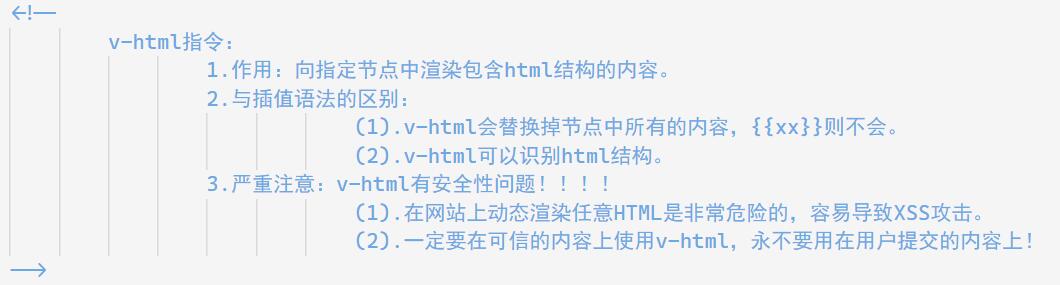 <!--
v-html指令：
1.作用：向指定节点中渲染包含html结构的内容。
2.与插值语法的区别：
(1).v-html会替换掉节点中所有的内容，{{xx}}则不会。
(2).v-html可以识别html结构。
3.严重注意：v-html有安全性问题！！！！
(1).在网站上动态渲染任意HTML是非常危险的，容易导致XSS攻击。
(2).一定要在可信的内容上使用v-html，永不要用在用户提交的内容上！
-->